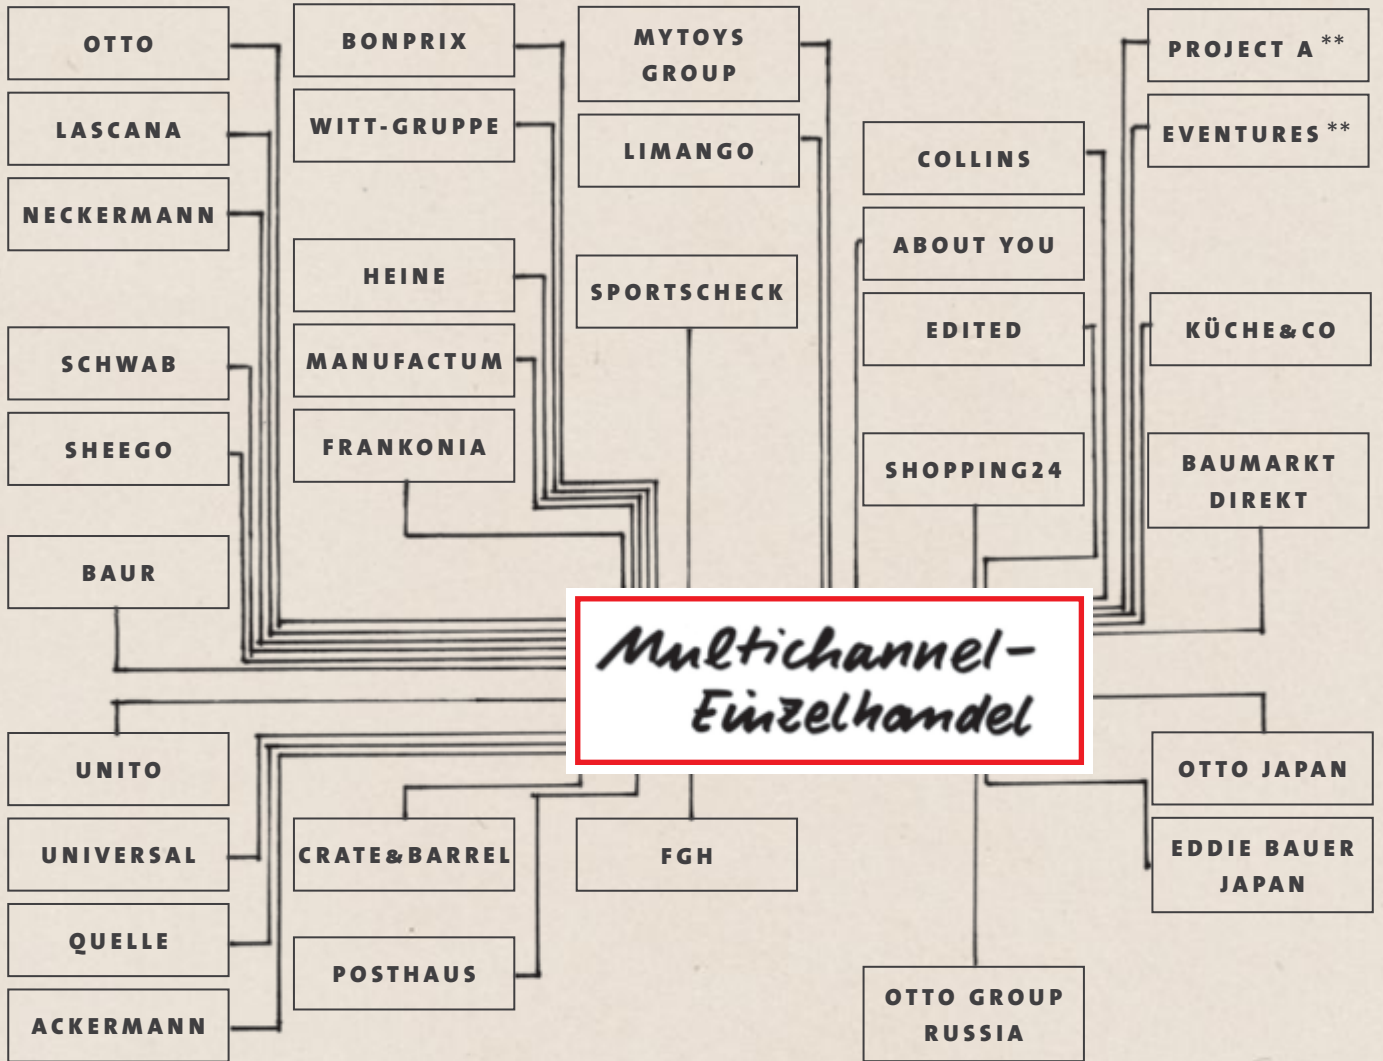 OTTO
LASCANA
NECKERMANN
SCHWAB
SHEEGO
BAUR
UNITO
UNIVERSAL
QUELLE
ACKERMANN
BONPRIX
WITT-GRUPPE
HEINE
MANUFACTUM
FRANKONIA
CRATE&BARREL
POSTHAUS
MYTOYS
GROUP
LIMANGO
SPORTSCHECK
Multichannel-
Einzelhandel
FGH
COLLINS
ABOUT YOU
EDITED
SHOPPING24
OTTO GROUP
RUSSIA
PROJECT A**
EVENTURES**
KÜCHE&CO
BAUMARKT
DIREKT
OTTO JAPAN
EDDIE BAUER
JAPAN